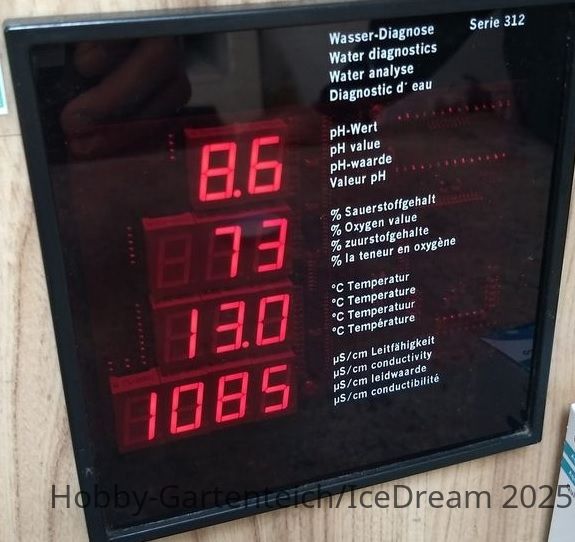 Wasser-Diagnose Serie 312
Water diagnostics
Water analyse
Diagnostic d' eau
8.6
pH-Wert
pH value
pH-waarde
Valeur pH
73
% Sauerstoffgehalt
% Oxygen value
% zuurstofgehalte
% la teneur en oxygène
13.0
°C Temperatur
°C Temperature
°C Temperatuur
°C Température
1085
µS/cm Leitfähigkeit
µS/cm conductivity
µS/cm leidwaarde
µS/cm conductibilité
Hobby-Gartenteich/IceDream 2025